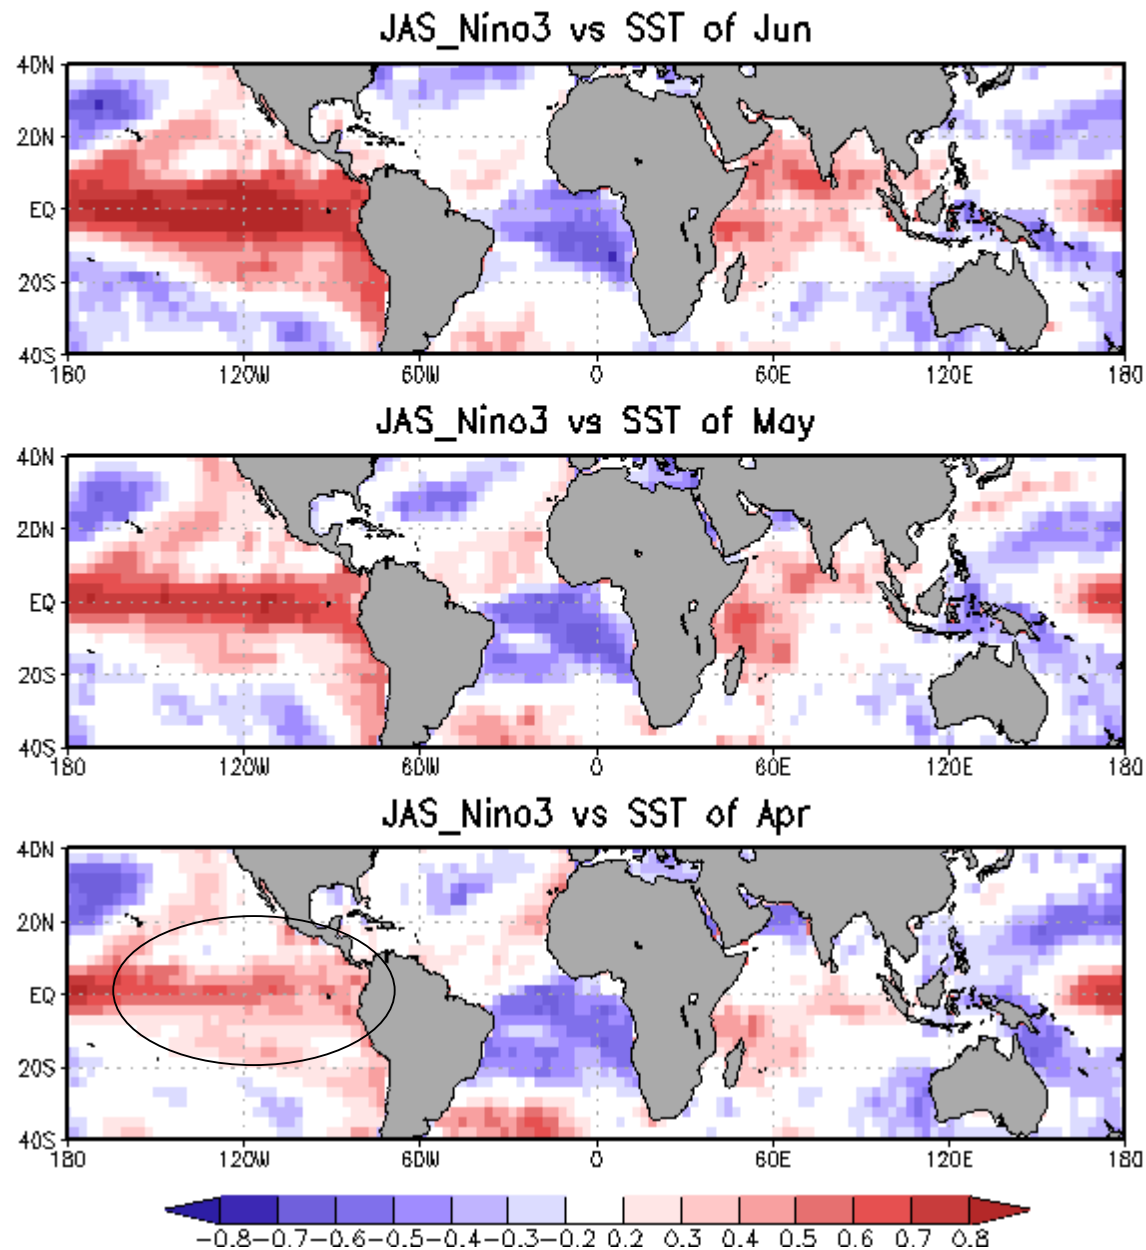 JAS_Nino3 vs SST of Jun
40N
20N
EQ
20S
40S
180 120W 60W 0 60E 120E 180
JAS_Nino3 vs SST of May
40N
20N
EQ
20S
40S
180 120W 60W 0 60E 120E 180
JAS_Nino3 vs SST of Apr
40N
20N
EQ
20S
40S
180 120W 60W 0 60E 120E 180
-0.8 -0.7 -0.6 -0.5 -0.4 -0.3 -0.2 0.2 0.3 0.4 0.5 0.6 0.7 0.8